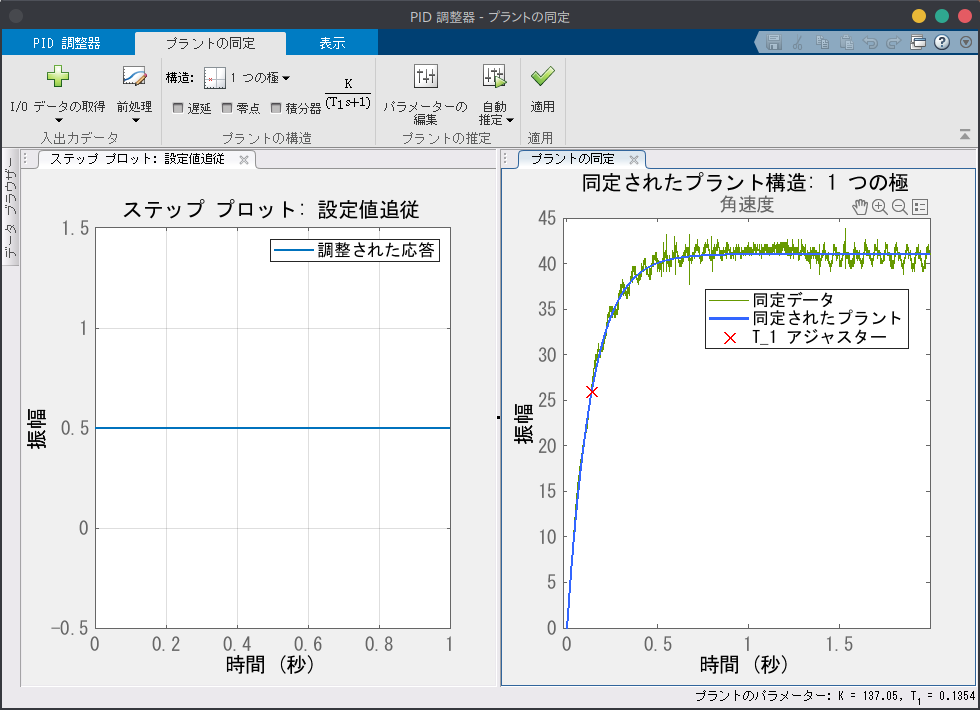 PID 調整器 - プラントの同定
PID 調整器
プラントの同定
表示
I/O データの取得
前処理
入出力データ
構造:
1 つの極
遅延
零点
積分器
K
(T1s+1)
プラントの構造
パラメーターの
編集
自動
推定
プラントの推定
適用
適用
データ ブラウザー
ステップ プロット: 設定値追従
ステップ プロット: 設定値追従
調整された応答
1.5
1
0.5
0
-0.5
0 0.2 0.4 0.6 0.8 1
振幅
時間 (秒)
プラントの同定
同定されたプラント構造: 1 つの極
角速度
45
40
35
30
25
20
15
10
5
0
0 0.5 1 1.5
振幅
時間 (秒)
同定データ
同定されたプラント
T_1 アジャスター
プラントのパラメーター: K = 137.05, T1 = 0.1354